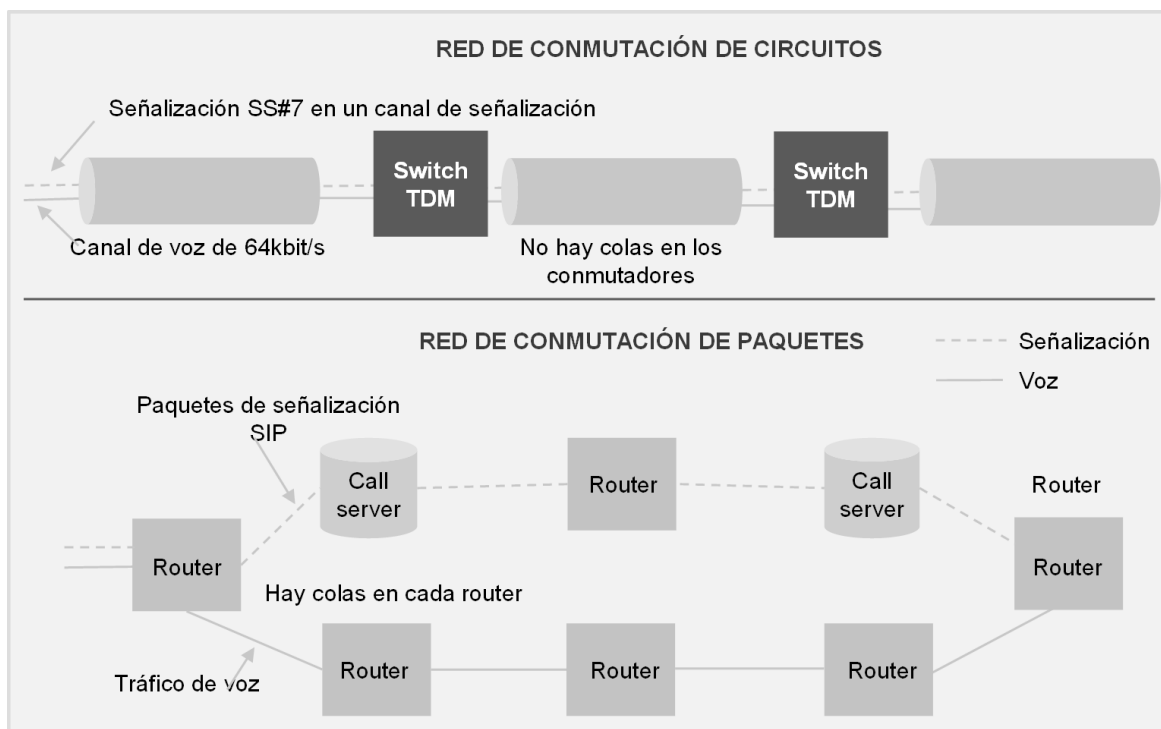 RED DE CONMUTACIÓN DE CIRCUITOS
Señalización SS#7 en un canal de señalización
Switch
TDM
Switch
TDM
Canal de voz de 64kbit/s
No hay colas en los
conmutadores
RED DE CONMUTACIÓN DE PAQUETES
Señalización
Voz
Paquetes de señalización
SIP
Call
server
Router
Call
server
Router
Router
Router
Hay colas en cada router
Router
Router
Router
Tráfico de voz